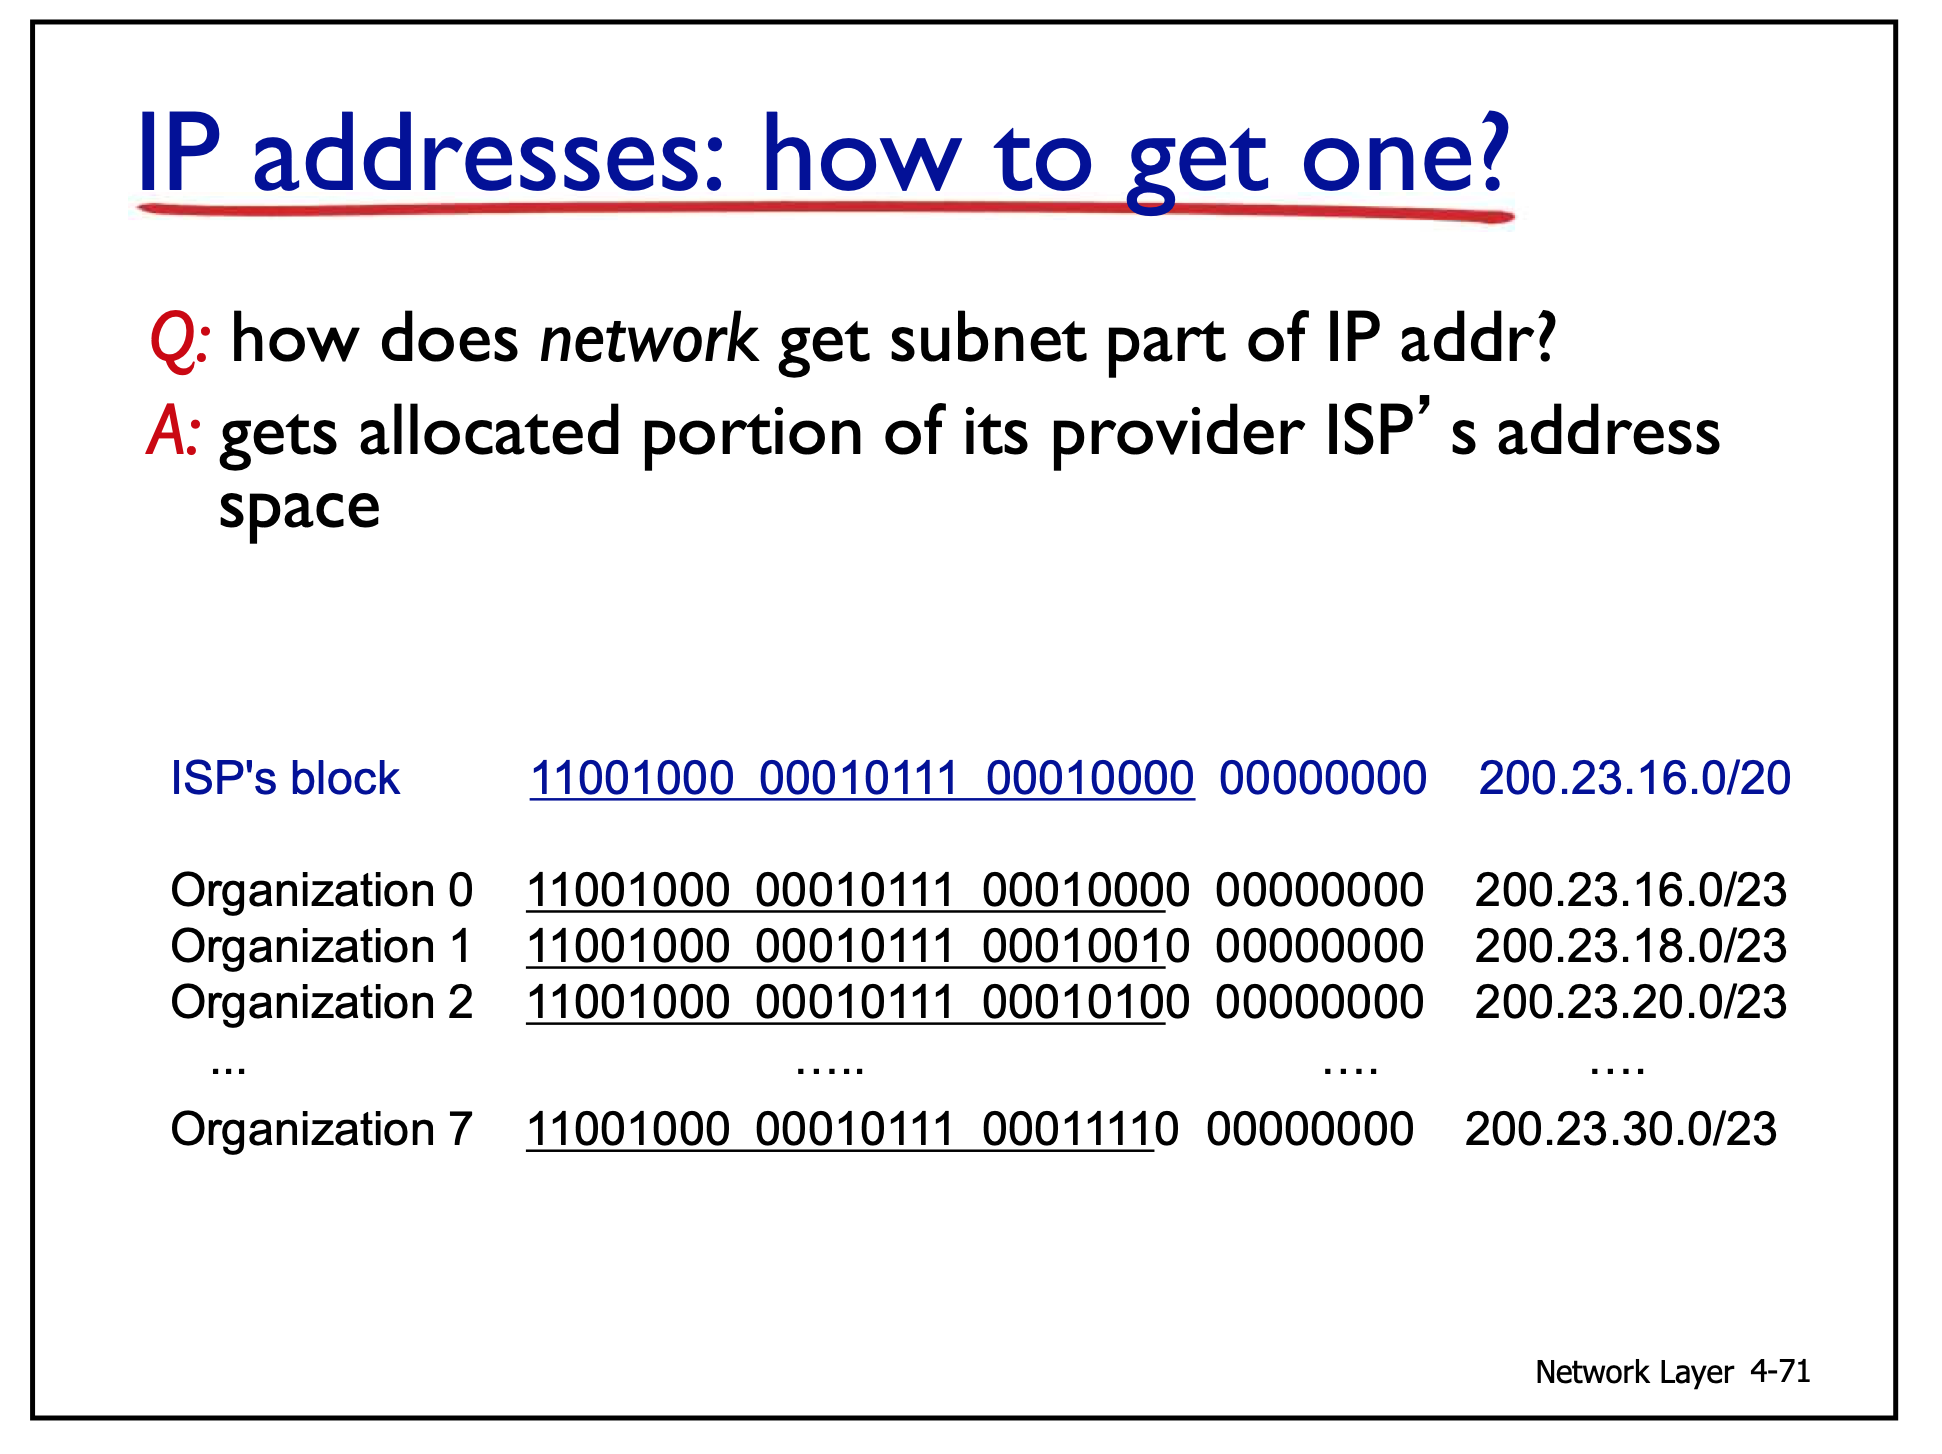 IP addresses: how to get one?
Q: how does network get subnet part of IP addr?
A: gets allocated portion of its provider ISP’ s address
space
ISP's block 11001000 00010111 00010000 00000000 200.23.16.0/20
Organization 0 11001000 00010111 00010000 00000000 200.23.16.0/23
Organization 1 11001000 00010111 00010010 00000000 200.23.18.0/23
Organization 2 11001000 00010111 00010100 00000000 200.23.20.0/23
... ….. …. ….
Organization 7 11001000 00010111 00011110 00000000 200.23.30.0/23
Network Layer 4-71